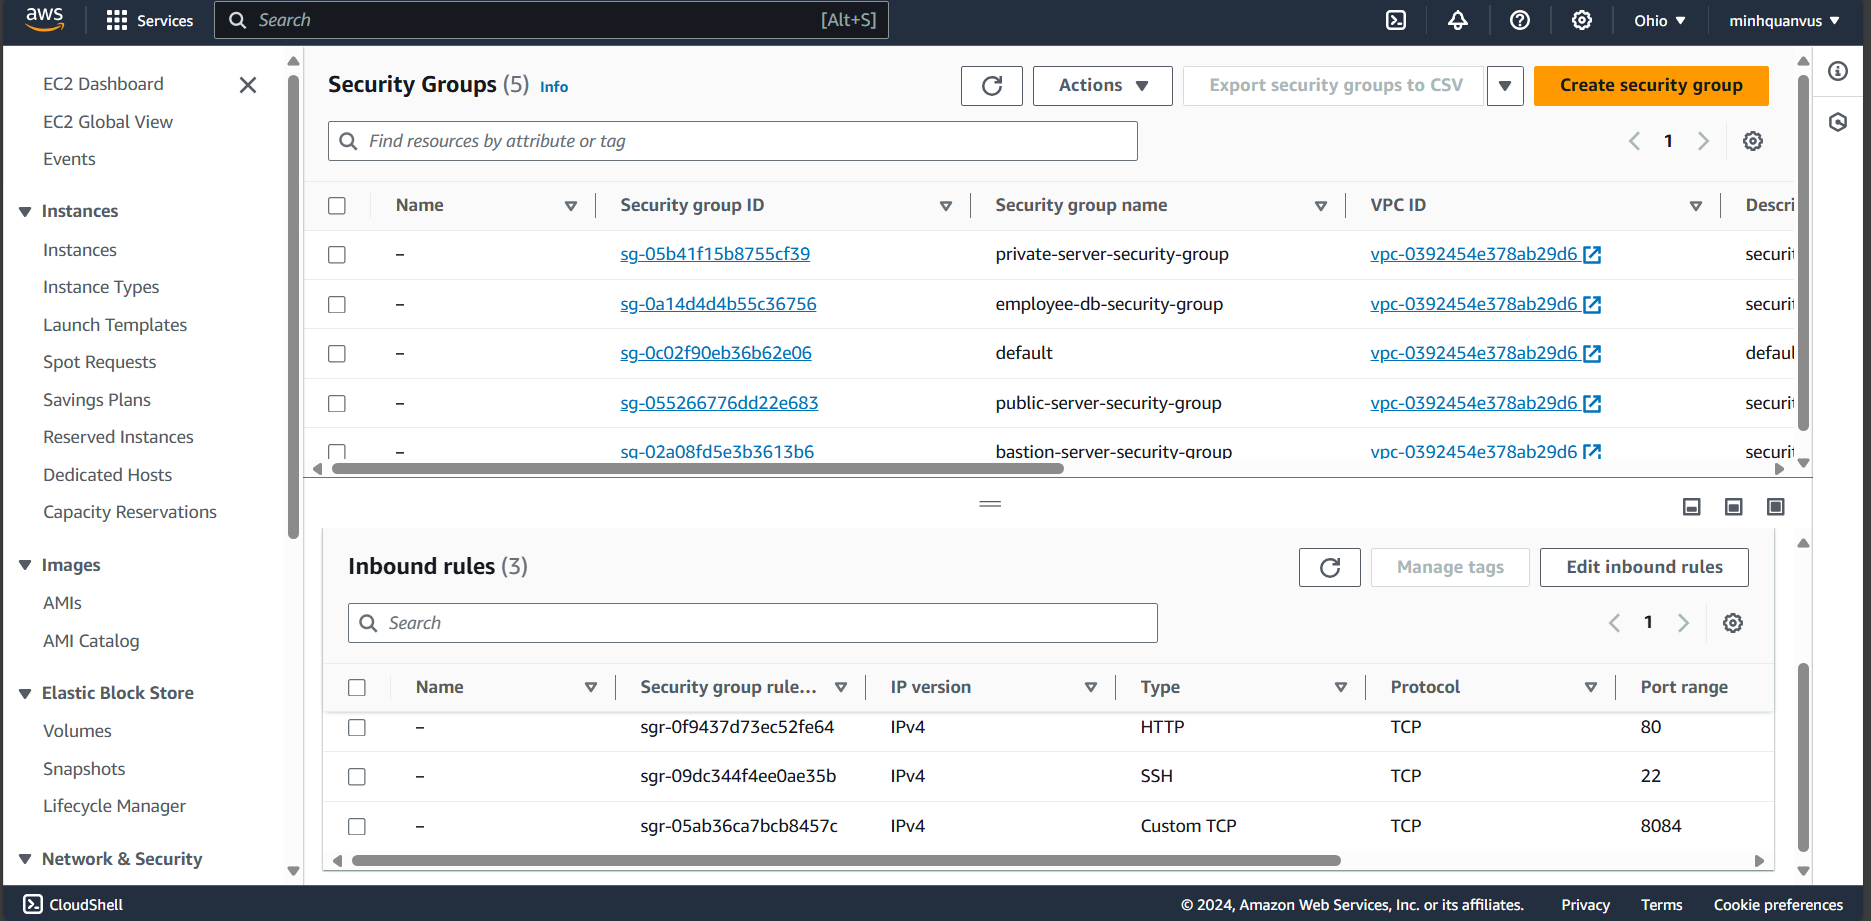 aws
Services
Search
[Alt+S]
Ohio
minhquanvus
EC2 Dashboard
EC2 Global View
Events
Instances
Instances
Instance Types
Launch Templates
Spot Requests
Savings Plans
Reserved Instances
Dedicated Hosts
Capacity Reservations
Images
AMIs
AMI Catalog
Elastic Block Store
Volumes
Snapshots
Lifecycle Manager
Network & Security
Security Groups (5) Info
Actions
Export security groups to CSV
Create security group
Find resources by attribute or tag
1
Name Security group ID Security group name VPC ID Descri
– sg-05b41f15b8755cf39 private-server-security-group vpc-0392454e378ab29d6 securit
– sg-0a14d4d4b55c36756 employee-db-security-group vpc-0392454e378ab29d6 securit
– sg-0c02f90eb36b62e06 default vpc-0392454e378ab29d6 defaul
– sg-055266776dd22e683 public-server-security-group vpc-0392454e378ab29d6 securit
– sg-02a08fd5e3b3613b6 bastion-server-security-group vpc-0392454e378ab29d6 securit
Inbound rules (3)
Manage tags
Edit inbound rules
Search
1
Name Security group rule... IP version Type Protocol Port range
– sgr-0f9437d73ec52fe64 IPv4 HTTP TCP 80
– sgr-09dc344f4ee0ae35b IPv4 SSH TCP 22
– sgr-05ab36ca7bcb8457c IPv4 Custom TCP TCP 8084
CloudShell
© 2024, Amazon Web Services, Inc. or its affiliates.
Privacy
Terms
Cookie preferences